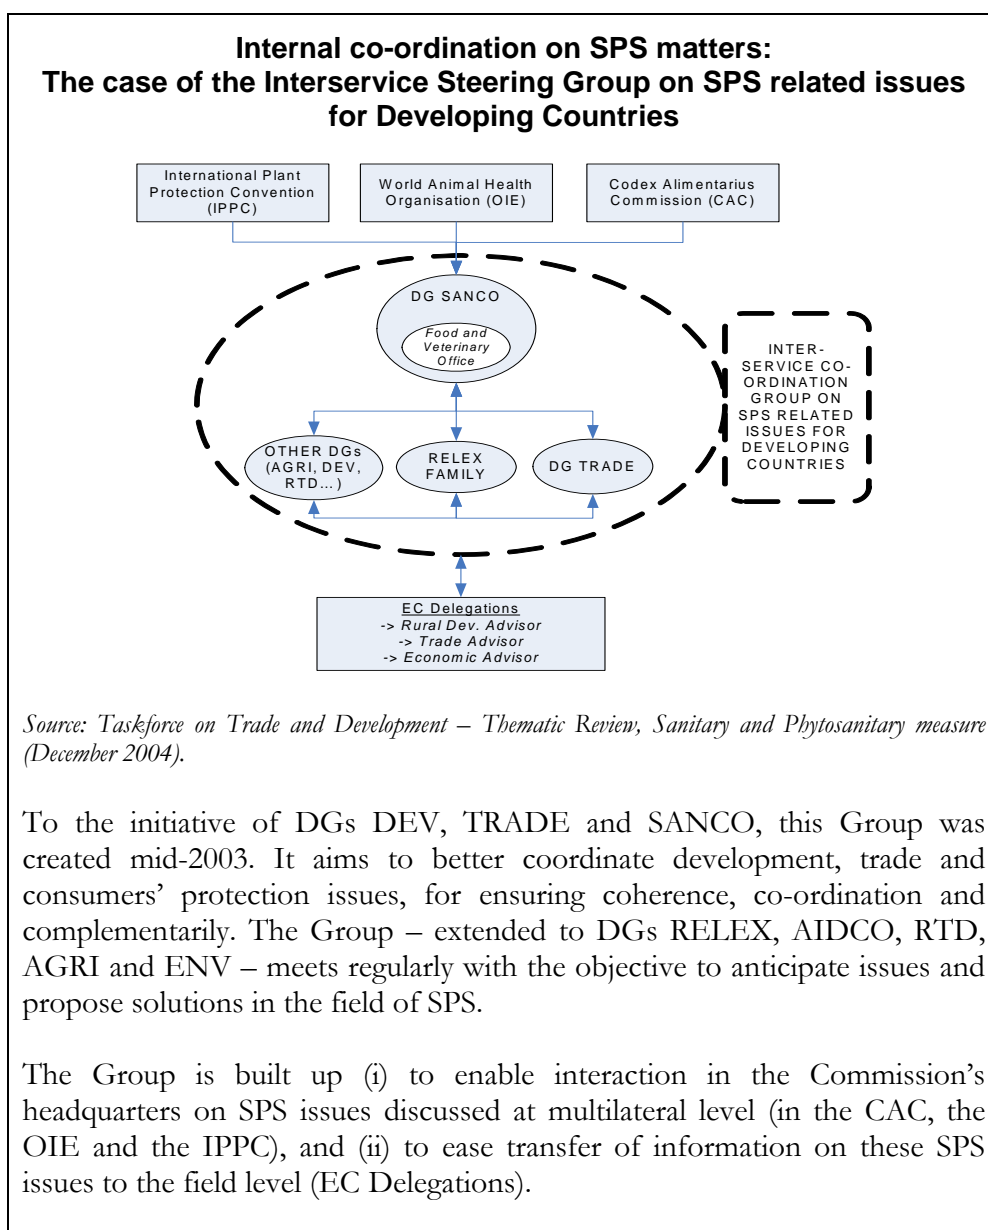 Internal co-ordination on SPS matters:
The case of the Interservice Steering Group on SPS related issues
for Developing Countries
International Plant
Protection Convention
(IPPC)
World Animal Health
Organisation (OIE)
Codex Alimentarius
Commission (CAC)
DG SANCO
Food and
Veterinary
Office
INTER-
SERVICE CO-
ORDINATION
GROUP ON
SPS RELATED
ISSUES FOR
DEVELOPING
COUNTRIES
OTHER DGs
(AGRI, DEV,
RTD...)
RELEX
FAMILY
DG TRADE
EC Delegations
-> Rural Dev. Advisor
-> Trade Advisor
-> Economic Advisor
Source: Taskforce on Trade and Development – Thematic Review, Sanitary and Phytosanitary measure
(December 2004).
To the initiative of DGs DEV, TRADE and SANCO, this Group was
created mid-2003. It aims to better coordinate development, trade and
consumers’ protection issues, for ensuring coherence, co-ordination and
complementarily. The Group – extended to DGs RELEX, AIDCO, RTD,
AGRI and ENV – meets regularly with the objective to anticipate issues and
propose solutions in the field of SPS.
The Group is built up (i) to enable interaction in the Commission’s
headquarters on SPS issues discussed at multilateral level (in the CAC, the
OIE and the IPPC), and (ii) to ease transfer of information on these SPS
issues to the field level (EC Delegations).